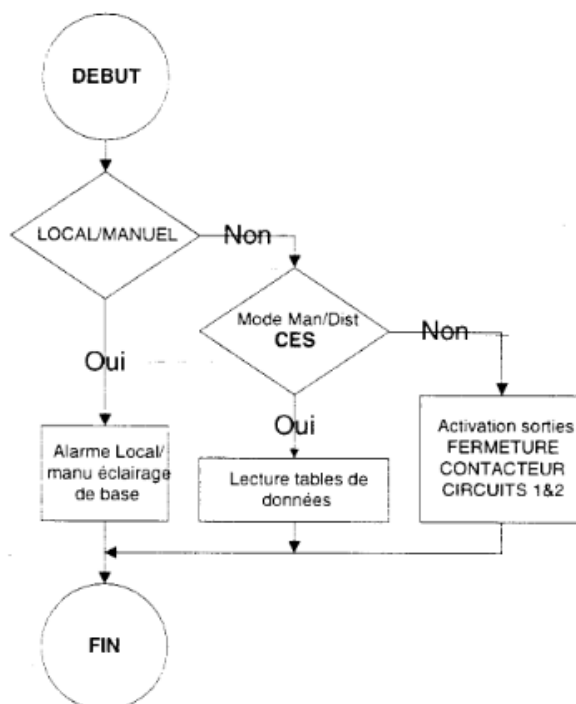 DEBUT
LOCAL/MANUEL
Non
Mode Man/Dist
CES
Non
Oui
Oui
Alarme Local/
manu éclairage
de base
Lecture tables de
données
Activation sorties
FERMETURE
CONTACTEUR
CIRCUITS 1&2
FIN